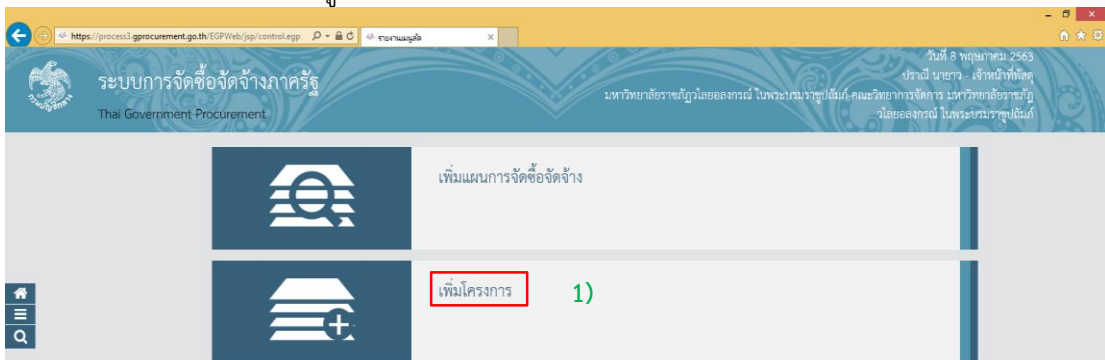 https://process3.gprocurement.go.th/EGPWeb/jsp/control.egp
รายงานเมนูลัด
วันที่ 8 พฤษภาคม 2563
ระบบการจัดซื้อจัดจ้างภาครัฐ
ปราณี นายาว - เจ้าหน้าที่พัสดุ
Thai Government Procurement
มหาวิทยาลัยราชภัฏวไลยอลงกรณ์ ในพระบรมราชูปถัมภ์-คณะวิทยาการจัดการ มหาวิทยาลัยราชภัฏ
วไลยอลงกรณ์ ในพระบรมราชูปถัมภ์
เพิ่มแผนการจัดซื้อจัดจ้าง
เพิ่มโครงการ 1)